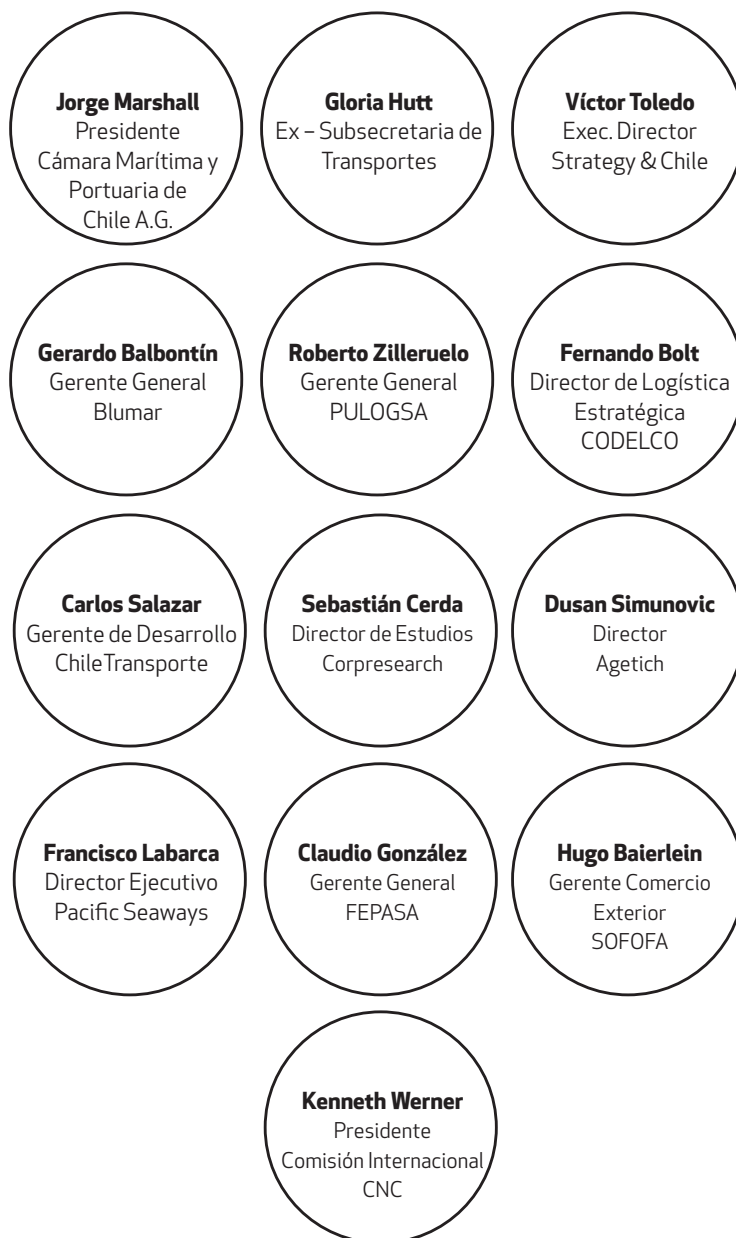 Jorge Marshall
Presidente
Cámara Marítima y
Portuaria de
Chile A.G.
Gloria Hutt
Ex – Subsecretaria de
Transportes
Víctor Toledo
Exec. Director
Strategy & Chile
Gerardo Balbontín
Gerente General
Blumar
Roberto Zilleruelo
Gerente General
PULOGSA
Fernando Bolt
Director de Logística
Estratégica
CODELCO
Carlos Salazar
Gerente de Desarrollo
ChileTransporte
Sebastián Cerda
Director de Estudios
Corpresearch
Dusan Simunovic
Director
Agetich
Francisco Labarca
Director Ejecutivo
Pacific Seaways
Claudio González
Gerente General
FEPASA
Hugo Baierlein
Gerente Comercio
Exterior
SOFOFA
Kenneth Werner
Presidente
Comisión Internacional
CNC